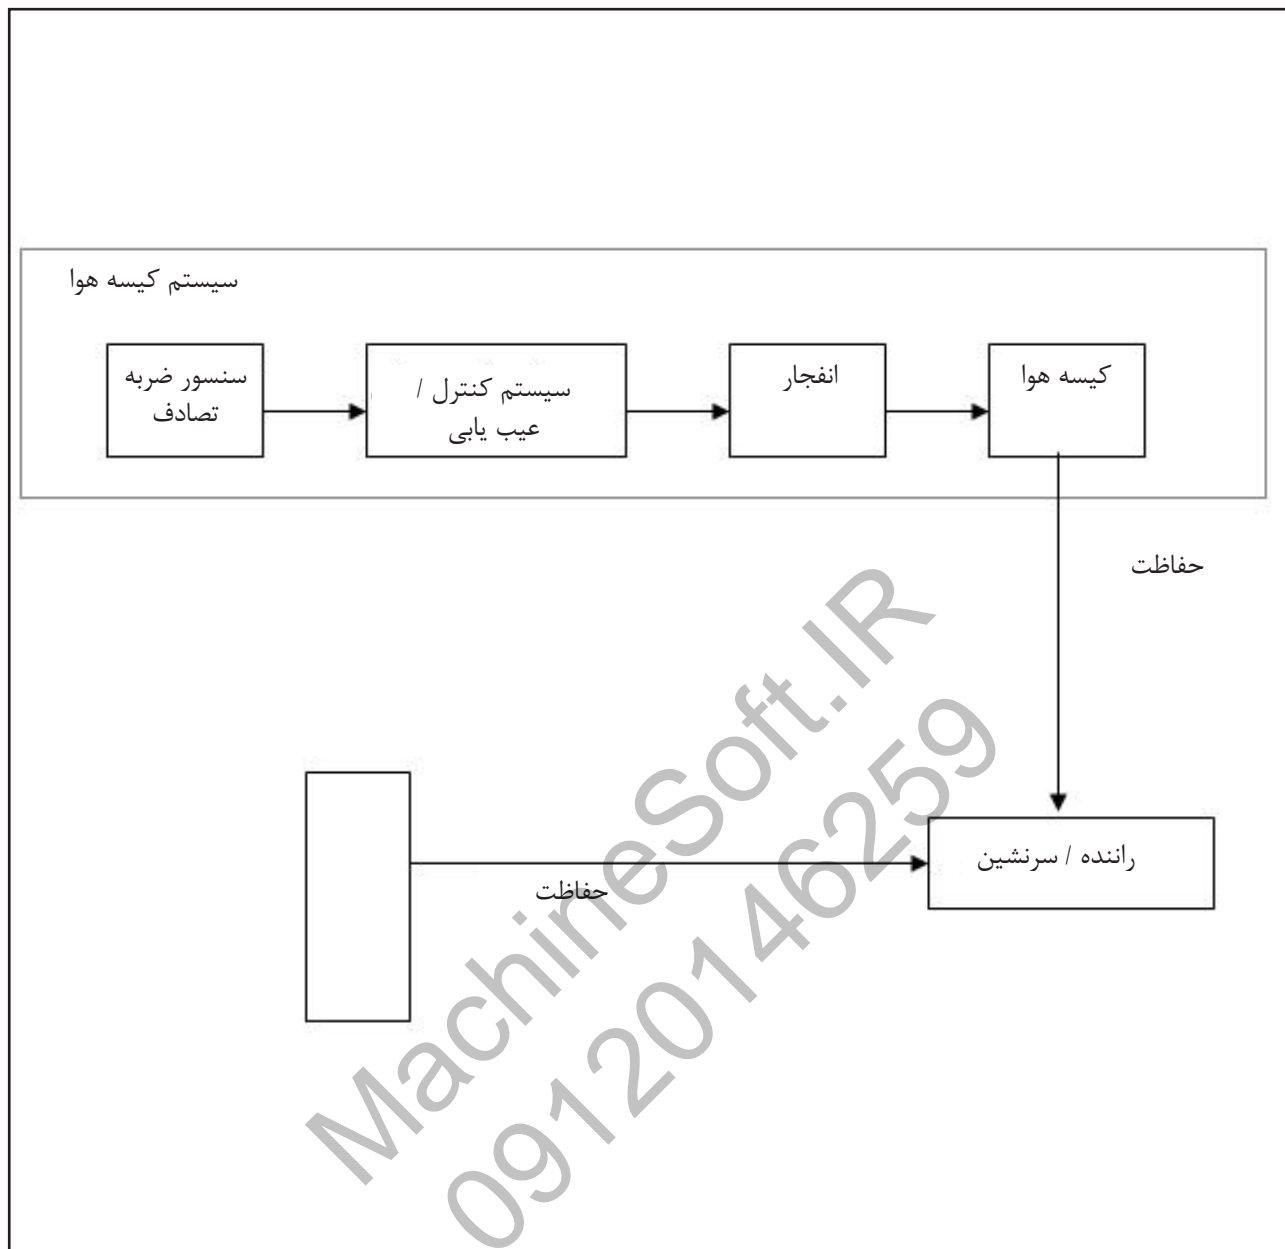 سیستم کیسه هوا
سنسور ضربه
تصادف
سیستم کنترل /
عیب یابی
انفجار
کیسه هوا
حفاظت
راننده / سرنشین
حفاظت
MachineSoft.IR
09120146259